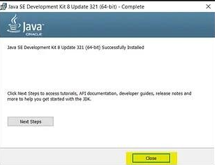 Java SE Development Kit 8 Update 321 (64-bit) - Complete
Java
ORACLE
Java SE Development Kit 8 Update 321 (64-bit) Successfully Installed
Click Next Steps to access tutorials, API documentation, developer guides, release notes and
more to help you get started with the JDK.
Next Steps
Close